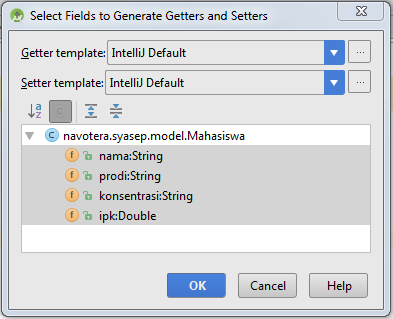 Select Fields to Generate Getters and Setters
Getter template: IntelliJ Default ...
Setter template: IntelliJ Default ...
a z c
C navotera.syasep.model.Mahasiswa
f nama:String
f prodi:String
f konsentrasi:String
f ipk:Double
OK Cancel Help